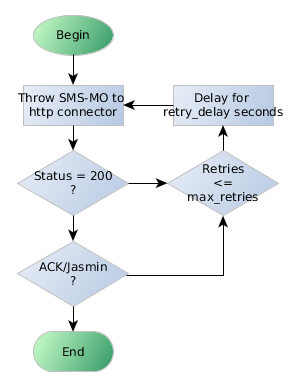 Begin
Throw SMS-MO to
http connector
Delay for
retry_delay seconds
Status = 200
?
Retries
<=
max_retries
ACK/Jasmin
?
End